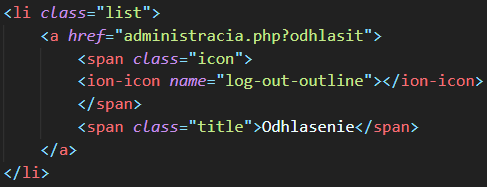 <li class="list">
<a href="administracia.php?odhlasit">
<span class="icon">
<ion-icon name="log-out-outline"></ion-icon>
</span>
<span class="title">Odhlasenie</span>
</a>
</li>